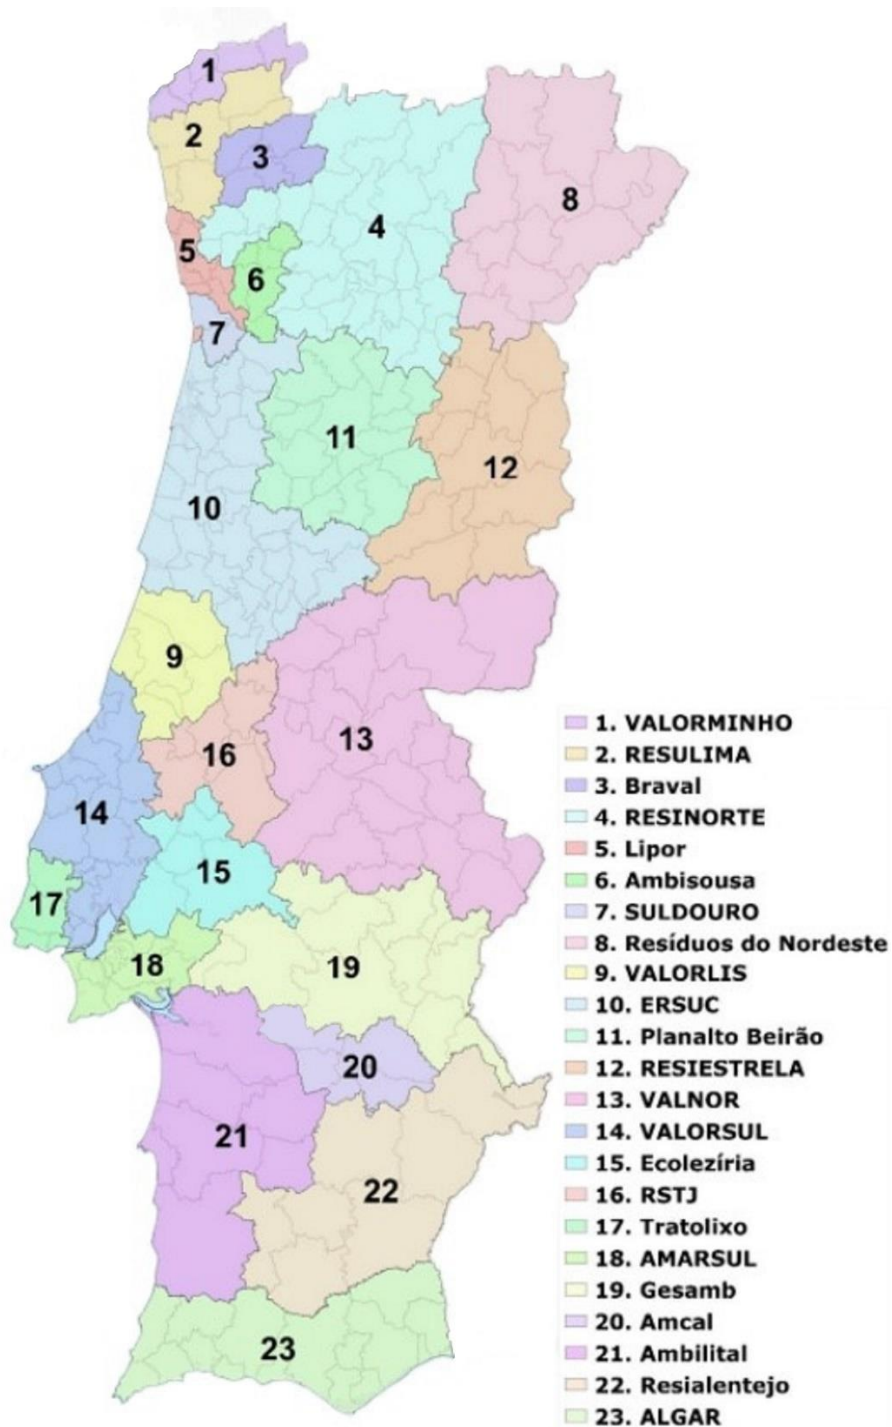 1
2
3
4
8
5
6
7
11
12
10
9
13
16
14
15
17
18
19
20
21
22
23
1. VALORMINHO
2. RESULIMA
3. Braval
4. RESINORTE
5. Lipor
6. Ambisousa
7. SULDOURO
8. Resíduos do Nordeste
9. VALORLIS
10. ERSUC
11. Planalto Beirão
12. RESIESTRELA
13. VALNOR
14. VALORSUL
15. Ecolezíria
16. RSTJ
17. Tratolixo
18. AMARSUL
19. Gesamb
20. Amcal
21. Ambilital
22. Resialentejo
23. ALGAR